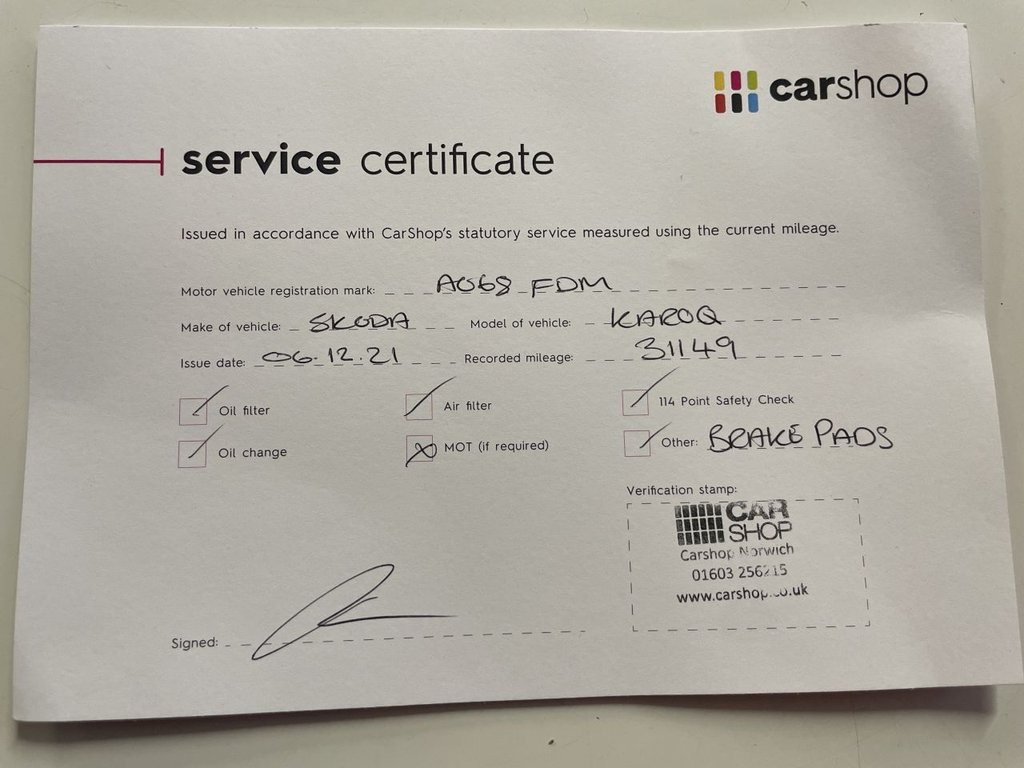 carshop
service certificate
Issued in accordance with CarShop's statutory service measured using the current mileage.
Motor vehicle registration mark: AO68 FDM
Make of vehicle: SKODA Model of vehicle: KAROQ
Issue date: 06.12.21 Recorded mileage: 31149
Oil filter Air filter 114 Point Safety Check
Oil change MOT (if required) Other: BRAKE PADS
Verification stamp:
CAR
SHOP
Carshop Norwich
01603 256215
www.carshop.co.uk
Signed: